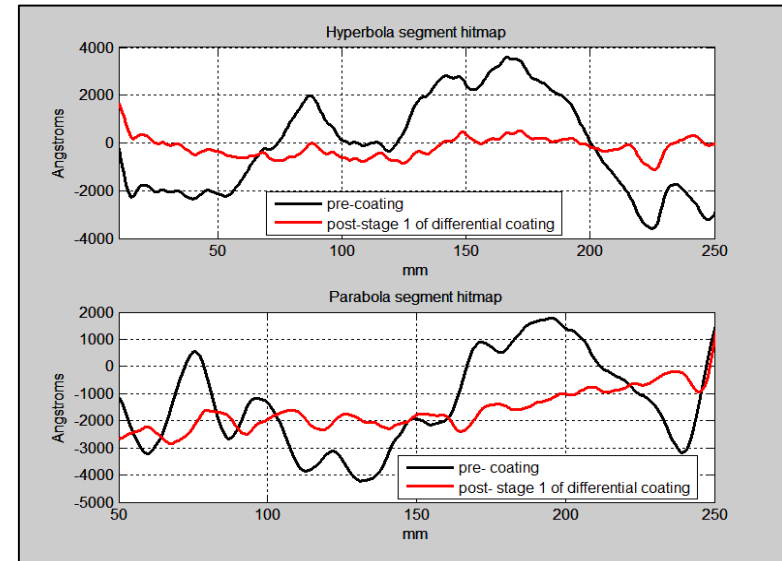 Hyperbola segment hitmap
4000
2000
0
-2000
-4000
Angstroms
pre-coating
post-stage 1 of differential coating
50 100 150 200 250
mm
Parabola segment hitmap
2000
1000
0
-1000
-2000
-3000
-4000
-5000
Angstroms
pre- coating
post- stage 1 of differential coating
50 100 150 200 250
mm